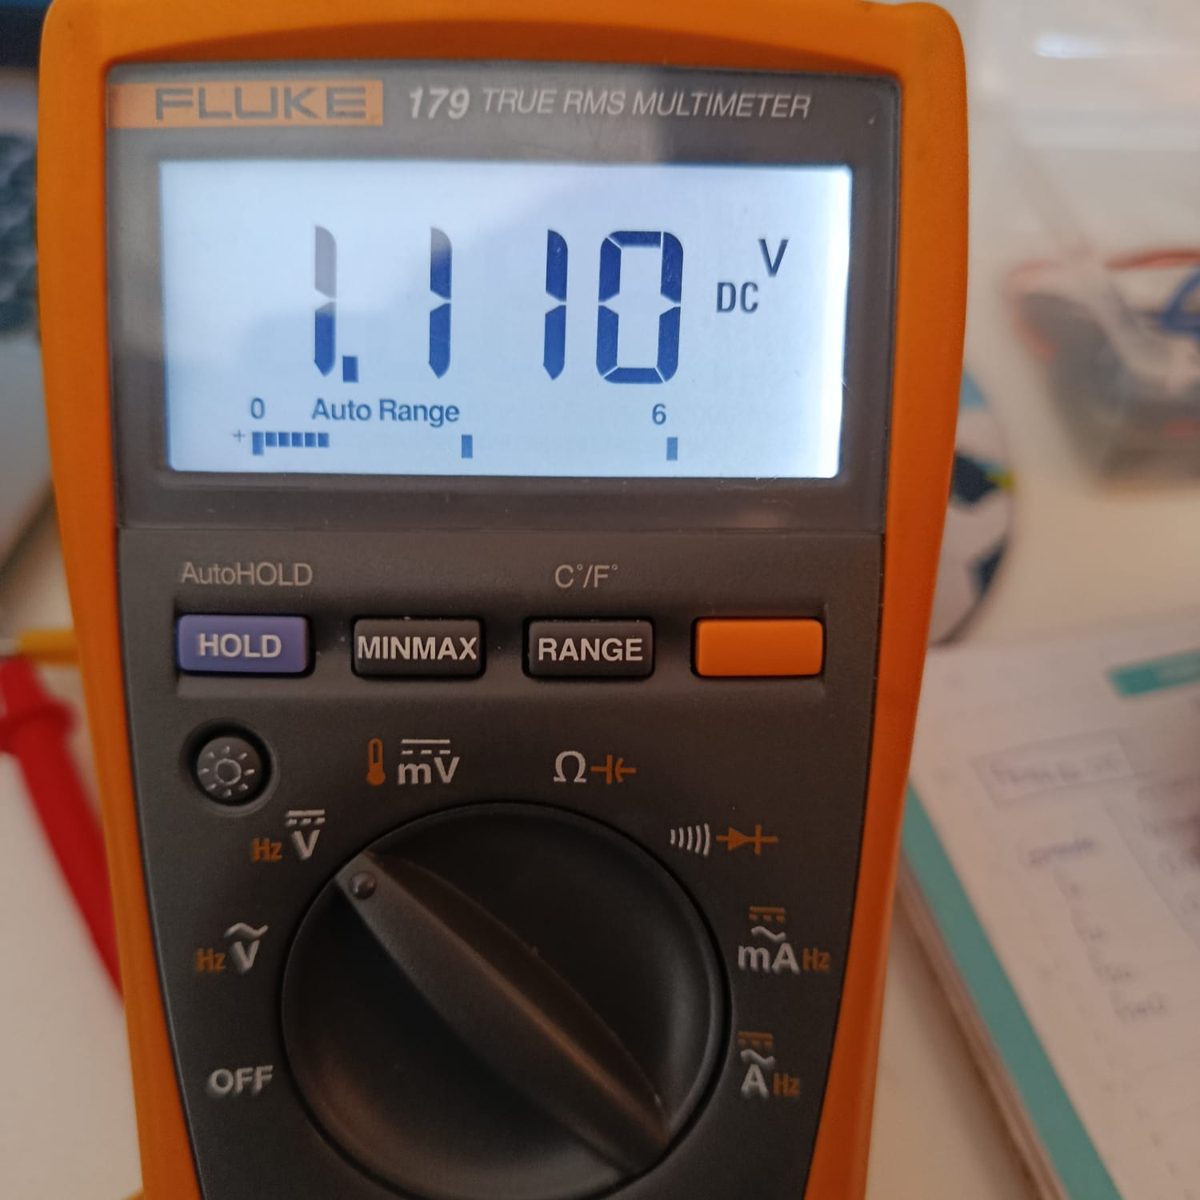 FLUKE 179 TRUE RMS MULTIMETER
1.110 DC V
0 Auto Range 6
+
AutoHOLD C°/F°
HOLD MINMAX RANGE
mV Ω
Hz V
Hz V mA Hz
OFF A Hz